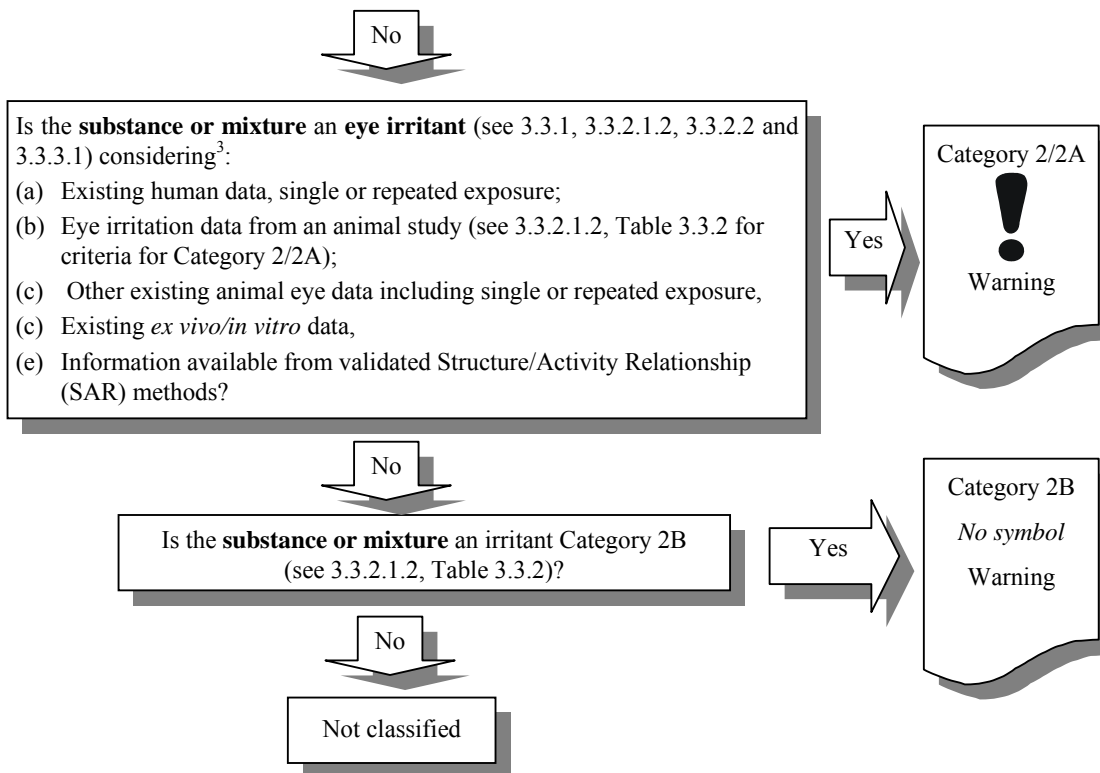 No
Is the substance or mixture an eye irritant (see 3.3.1, 3.3.2.1.2, 3.3.2.2 and
3.3.3.1) considering³:
(a) Existing human data, single or repeated exposure;
(b) Eye irritation data from an animal study (see 3.3.2.1.2, Table 3.3.2 for
criteria for Category 2/2A);
(c) Other existing animal eye data including single or repeated exposure,
(c) Existing ex vivo/in vitro data,
(e) Information available from validated Structure/Activity Relationship
(SAR) methods?
Yes
Category 2/2A
Warning
No
Is the substance or mixture an irritant Category 2B
(see 3.3.2.1.2, Table 3.3.2)?
Yes
Category 2B
No symbol
Warning
No
Not classified